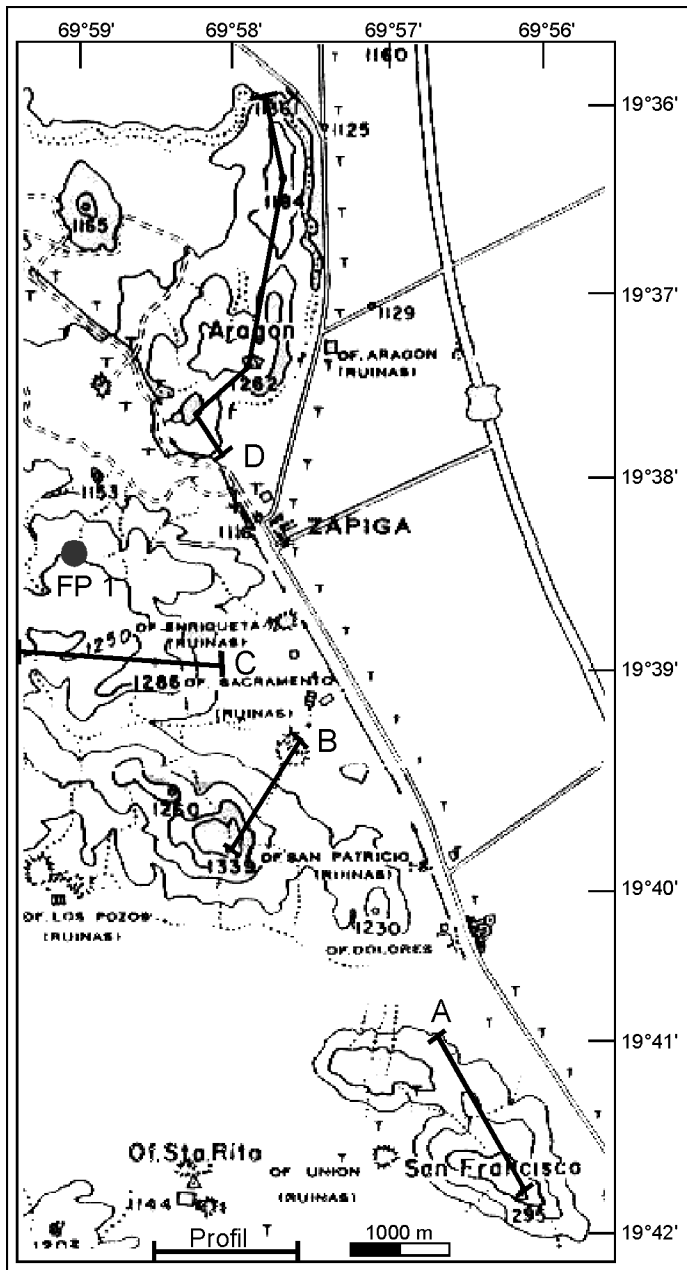 69°59' 69°58' 69°57' 69°56'
1160
19°36'
1125
1184
1165
19°37'
1129
Aragon
OF. ARAGON
(RUINAS)
1262
D
19°38'
1153
ZAPIGA
FP 1
OF ENRIQUETA
(RUINAS)
1250
C
19°39'
1286 OF SACRAMENTO
(RUINAS)
B
1260
1339 OF SAN PATRICIO
(RUINAS)
19°40'
OF. LOS POZOS
(RUINAS)
1230
OF. DOLORES
A
19°41'
Of. Sta Rita
OF UNION
(RUINAS)
San Francisco
1144
295
19°42'
Profil
1000 m